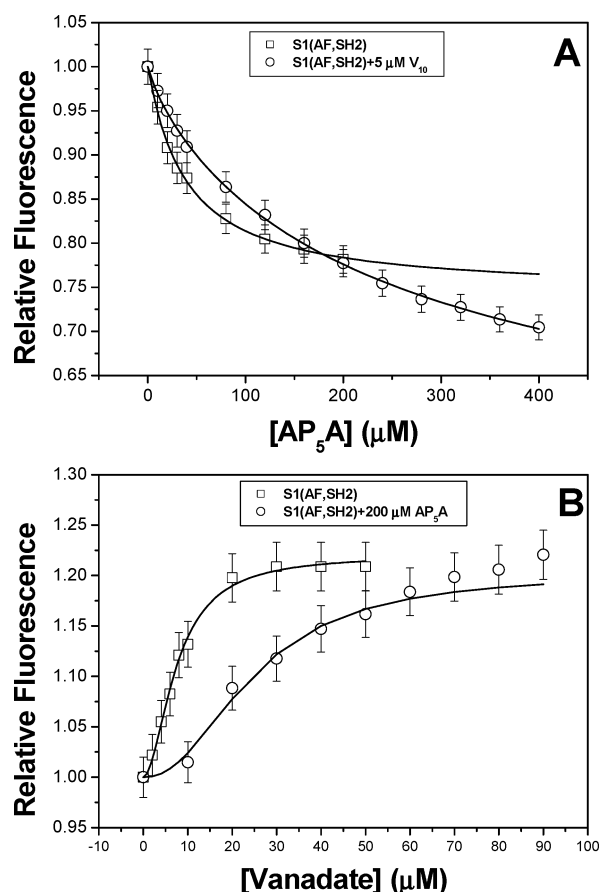 1.05
1.00
0.95
0.90
0.85
0.80
0.75
0.70
0.65
Relative Fluorescence
S1(AF,SH2)
S1(AF,SH2)+5 μM V₁₀
A
0 100 200 300 400
[AP₅A] (μM)
1.30
1.25
1.20
1.15
1.10
1.05
1.00
0.95
Relative Fluorescence
S1(AF,SH2)
S1(AF,SH2)+200 μM AP₅A
B
-10 0 10 20 30 40 50 60 70 80 90 100
[Vanadate] (μM)